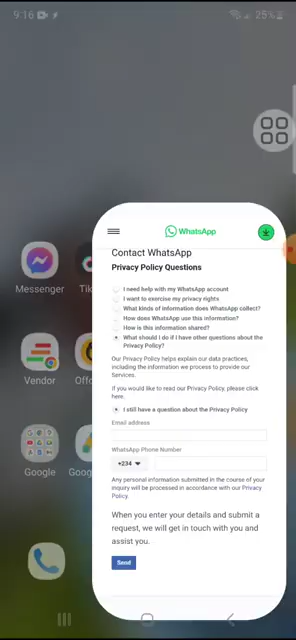 9:16
25%
WhatsApp
Contact WhatsApp
Privacy Policy Questions
I need help with my WhatsApp account
I want to exercise my privacy rights
What kinds of information does WhatsApp collect?
How does WhatsApp use this information?
How is this information shared?
What should I do if I have other questions about the
Privacy Policy?
Our Privacy Policy helps explain our data practices,
including the information we process to provide our
Services.
If you would like to read our Privacy Policy, please click
here.
I still have a question about the Privacy Policy
Email address
WhatsApp Phone Number
+234
Any personal information submitted in the course of your
inquiry will be processed in accordance with our Privacy
Policy.
When you enter your details and submit a
request, we will get in touch with you and
assist you.
Send
Messenger
Tik
Vendor
Offo
Google
Goog